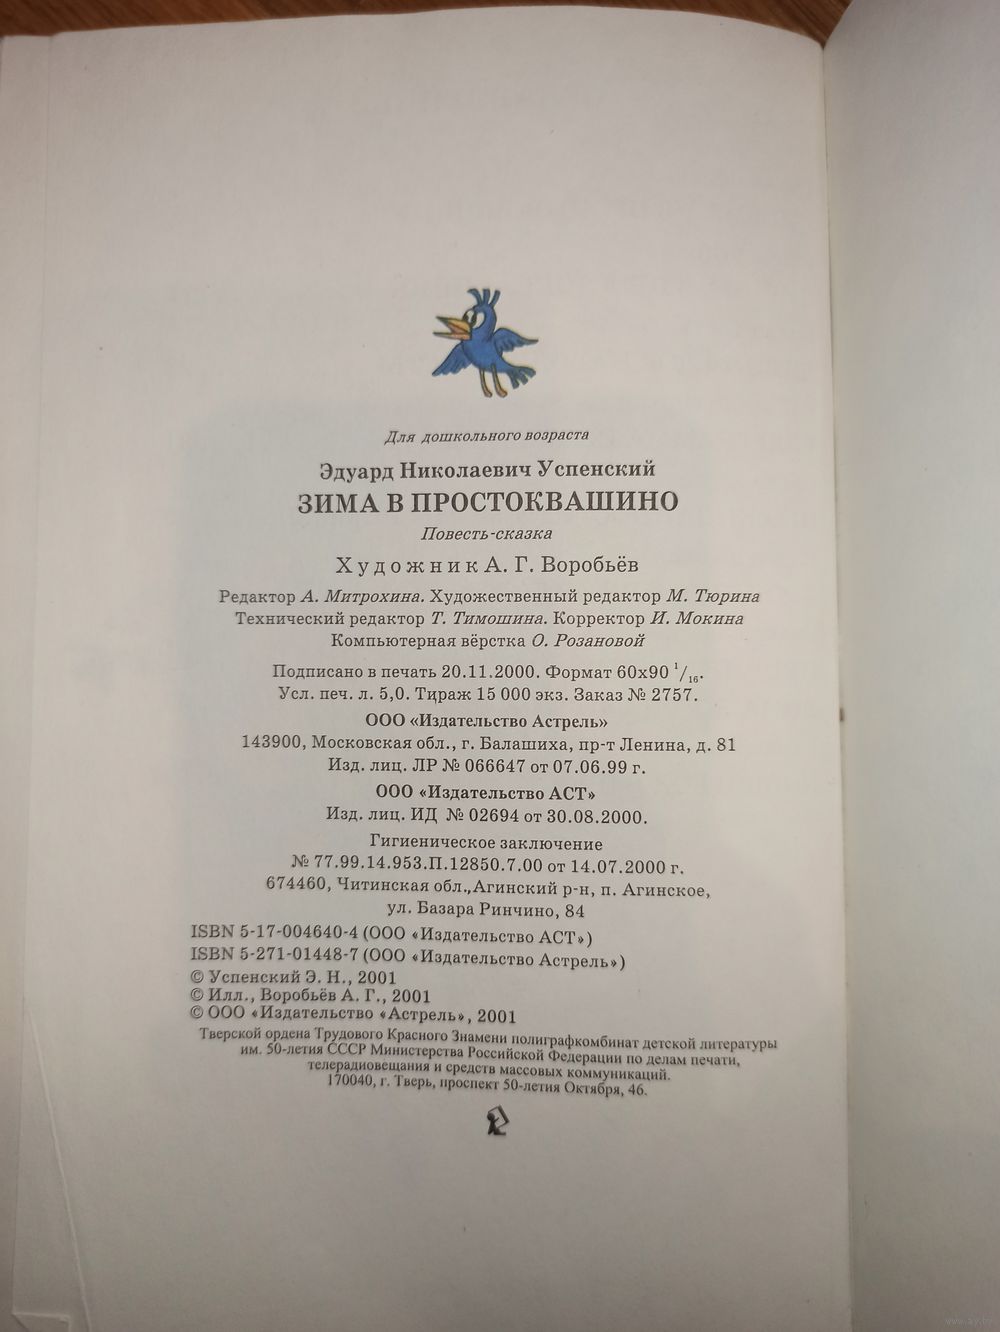 Для дошкольного возраста
Эдуард Николаевич Успенский
ЗИМА В ПРОСТОКВАШИНО
Повесть-сказка
Художник А. Г. Воробьёв
Редактор А. Митрохина. Художественный редактор М. Тюрина
Технический редактор Т. Тимошина. Корректор И. Мокина
Компьютерная вёрстка О. Розановой
Подписано в печать 20.11.2000. Формат 60х90 1/16.
Усл. печ. л. 5,0. Тираж 15 000 экз. Заказ № 2757.
ООО «Издательство Астрель»
143900, Московская обл., г. Балашиха, пр-т Ленина, д. 81
Изд. лиц. ЛР № 066647 от 07.06.99 г.
ООО «Издательство АСТ»
Изд. лиц. ИД № 02694 от 30.08.2000.
Гигиеническое заключение
№ 77.99.14.953.П.12850.7.00 от 14.07.2000 г.
674460, Читинская обл.,Агинский р-н, п. Агинское,
ул. Базара Ринчино, 84
ISBN 5-17-004640-4 (ООО «Издательство АСТ»)
ISBN 5-271-01448-7 (ООО «Издательство Астрель»)
© Успенский Э. Н., 2001
© Илл., Воробьёв А. Г., 2001
© ООО «Издательство «Астрель», 2001
Тверской ордена Трудового Красного Знамени полиграфкомбинат детской литературы
им. 50-летия СССР Министерства Российской Федерации по делам печати,
телерадиовещания и средств массовых коммуникаций.
170040, г. Тверь, проспект 50-летия Октября, 46.